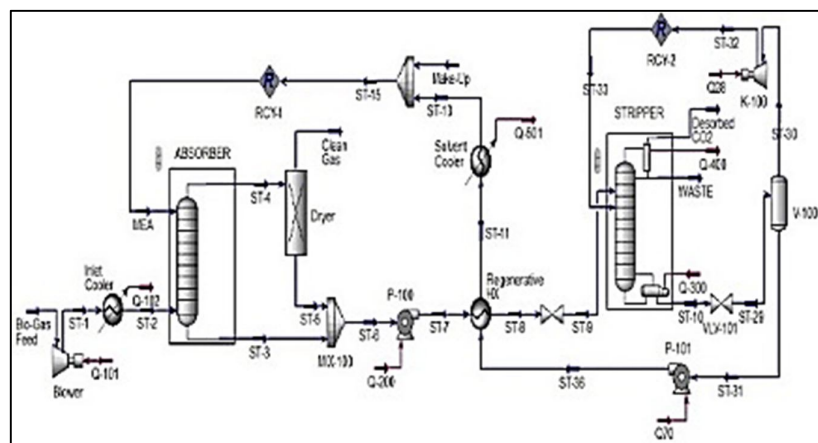 R
RCY-1
ST-15
Make-Up
ST-13
Q-501
Solvent
Cooler
ABSORBER
Clean
Gas
ST-4
Dryer
MEA
Inlet
Cooler
Q-102
Bio-Gas
Feed
ST-1
ST-2
Blower
Q-101
ST-3
ST-5
MIX-100
ST-6
P-100
Q-200
ST-7
ST-11
Regenerative
HX
ST-8
ST-9
R
RCY-2
ST-32
ST-33
Q28
K-100
ST-30
STRIPPER
Desorbed
CO2
Q-400
WASTE
V-100
Q-300
ST-10
VLV-101
ST-29
P-101
ST-36
ST-31
Q70